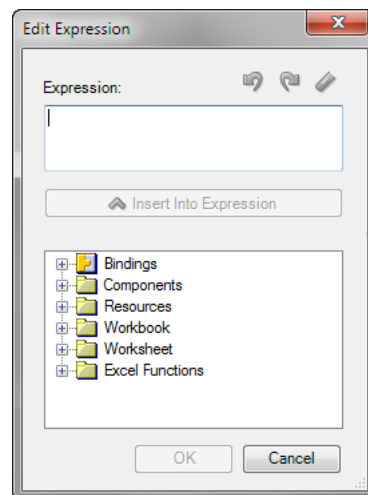 Edit Expression
Expression:
Insert Into Expression
Bindings
Components
Resources
Workbook
Worksheet
Excel Functions
OK Cancel